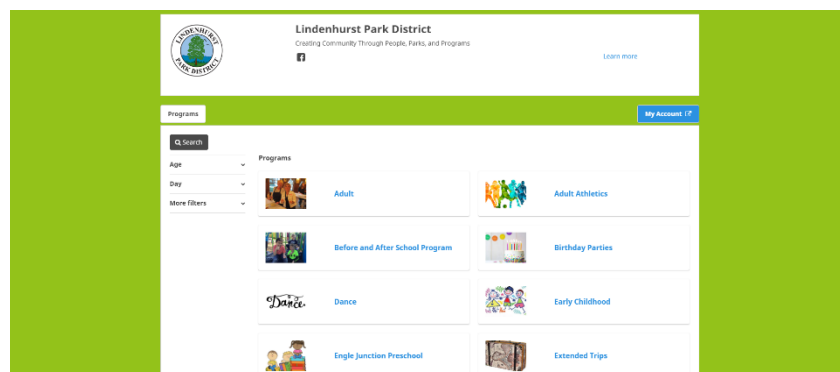 LINDENHURST
PARK DISTRICT
Lindenhurst Park District
Creating Community Through People, Parks, and Programs
Learn more
Programs
My Account
Search
Age
Day
More filters
Programs
Adult
Adult Athletics
Before and After School Program
Birthday Parties
Dance
Dance
Early Childhood
Engle Junction Preschool
Extended Trips